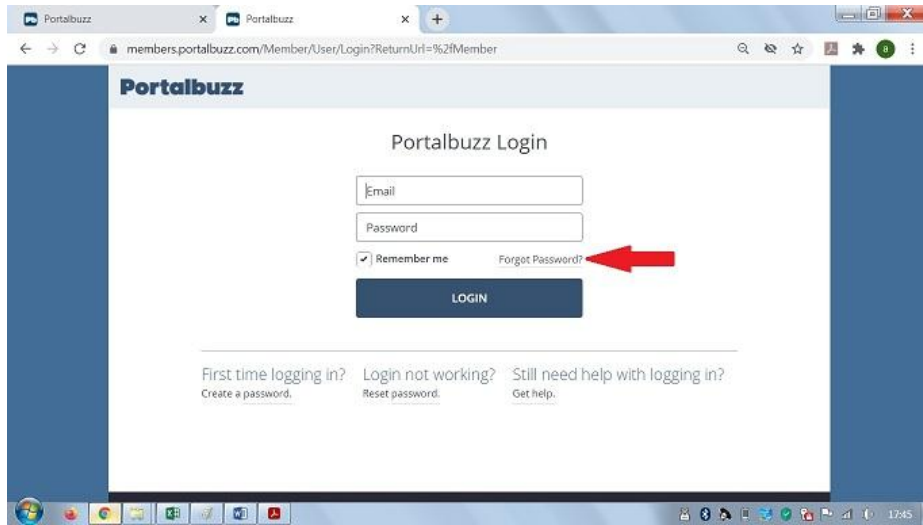 Portalbuzz
Portalbuzz
members.portalbuzz.com/Member/User/Login?ReturnUrl=%2fMember
a
Portalbuzz
Portalbuzz Login
Email
Password
Remember me
Forgot Password?
LOGIN
First time logging in? Login not working? Still need help with logging in?
Create a password. Reset password. Get help.
17:45